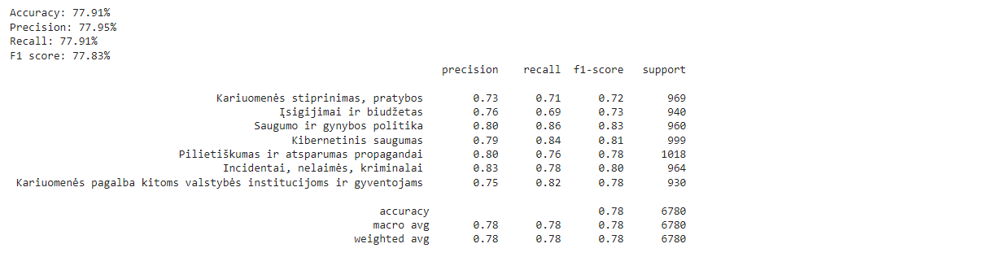 Accuracy: 77.91%
Precision: 77.95%
Recall: 77.91%
F1 score: 77.83%
precision recall f1-score support
Kariuomenės stiprinimas, pratybos 0.73 0.71 0.72 969
Įsigijimai ir biudžetas 0.76 0.69 0.73 940
Saugumo ir gynybos politika 0.80 0.86 0.83 960
Kibernetinis saugumas 0.79 0.84 0.81 999
Pilietiškumas ir atsparumas propagandai 0.80 0.76 0.78 1018
Incidentai, nelaimės, kriminalai 0.83 0.78 0.80 964
Kariuomenės pagalba kitoms valstybės institucijoms ir gyventojams 0.75 0.82 0.78 930
accuracy 0.78 6780
macro avg 0.78 0.78 0.78 6780
weighted avg 0.78 0.78 0.78 6780